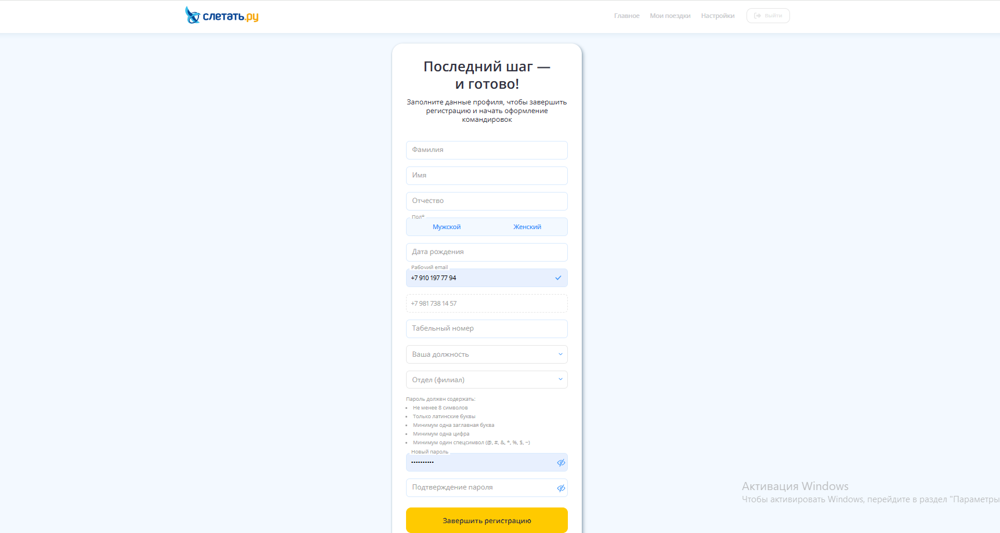 слетать.ру
Главное Мои поездки Настройки Выйти
Последний шаг —
и готово!
Заполните данные профиля, чтобы завершить
регистрацию и начать оформление
командировок
Фамилия
Имя
Отчество
Пол*
Мужской Женский
Дата рождения
Рабочий email
+7 910 197 77 94
+7 981 738 14 57
Табельный номер
Ваша должность
Отдел (филиал)
Пароль должен содержать:
• Не менее 8 символов
• Только латинские буквы
• Минимум одна заглавная буква
• Минимум одна цифра
• Минимум один спецсимвол (@, #, &, *, %, $, ~)
Новый пароль
••••••••••
Подтверждение пароля
Завершить регистрацию
Активация Windows
Чтобы активировать Windows, перейдите в раздел "Параметры